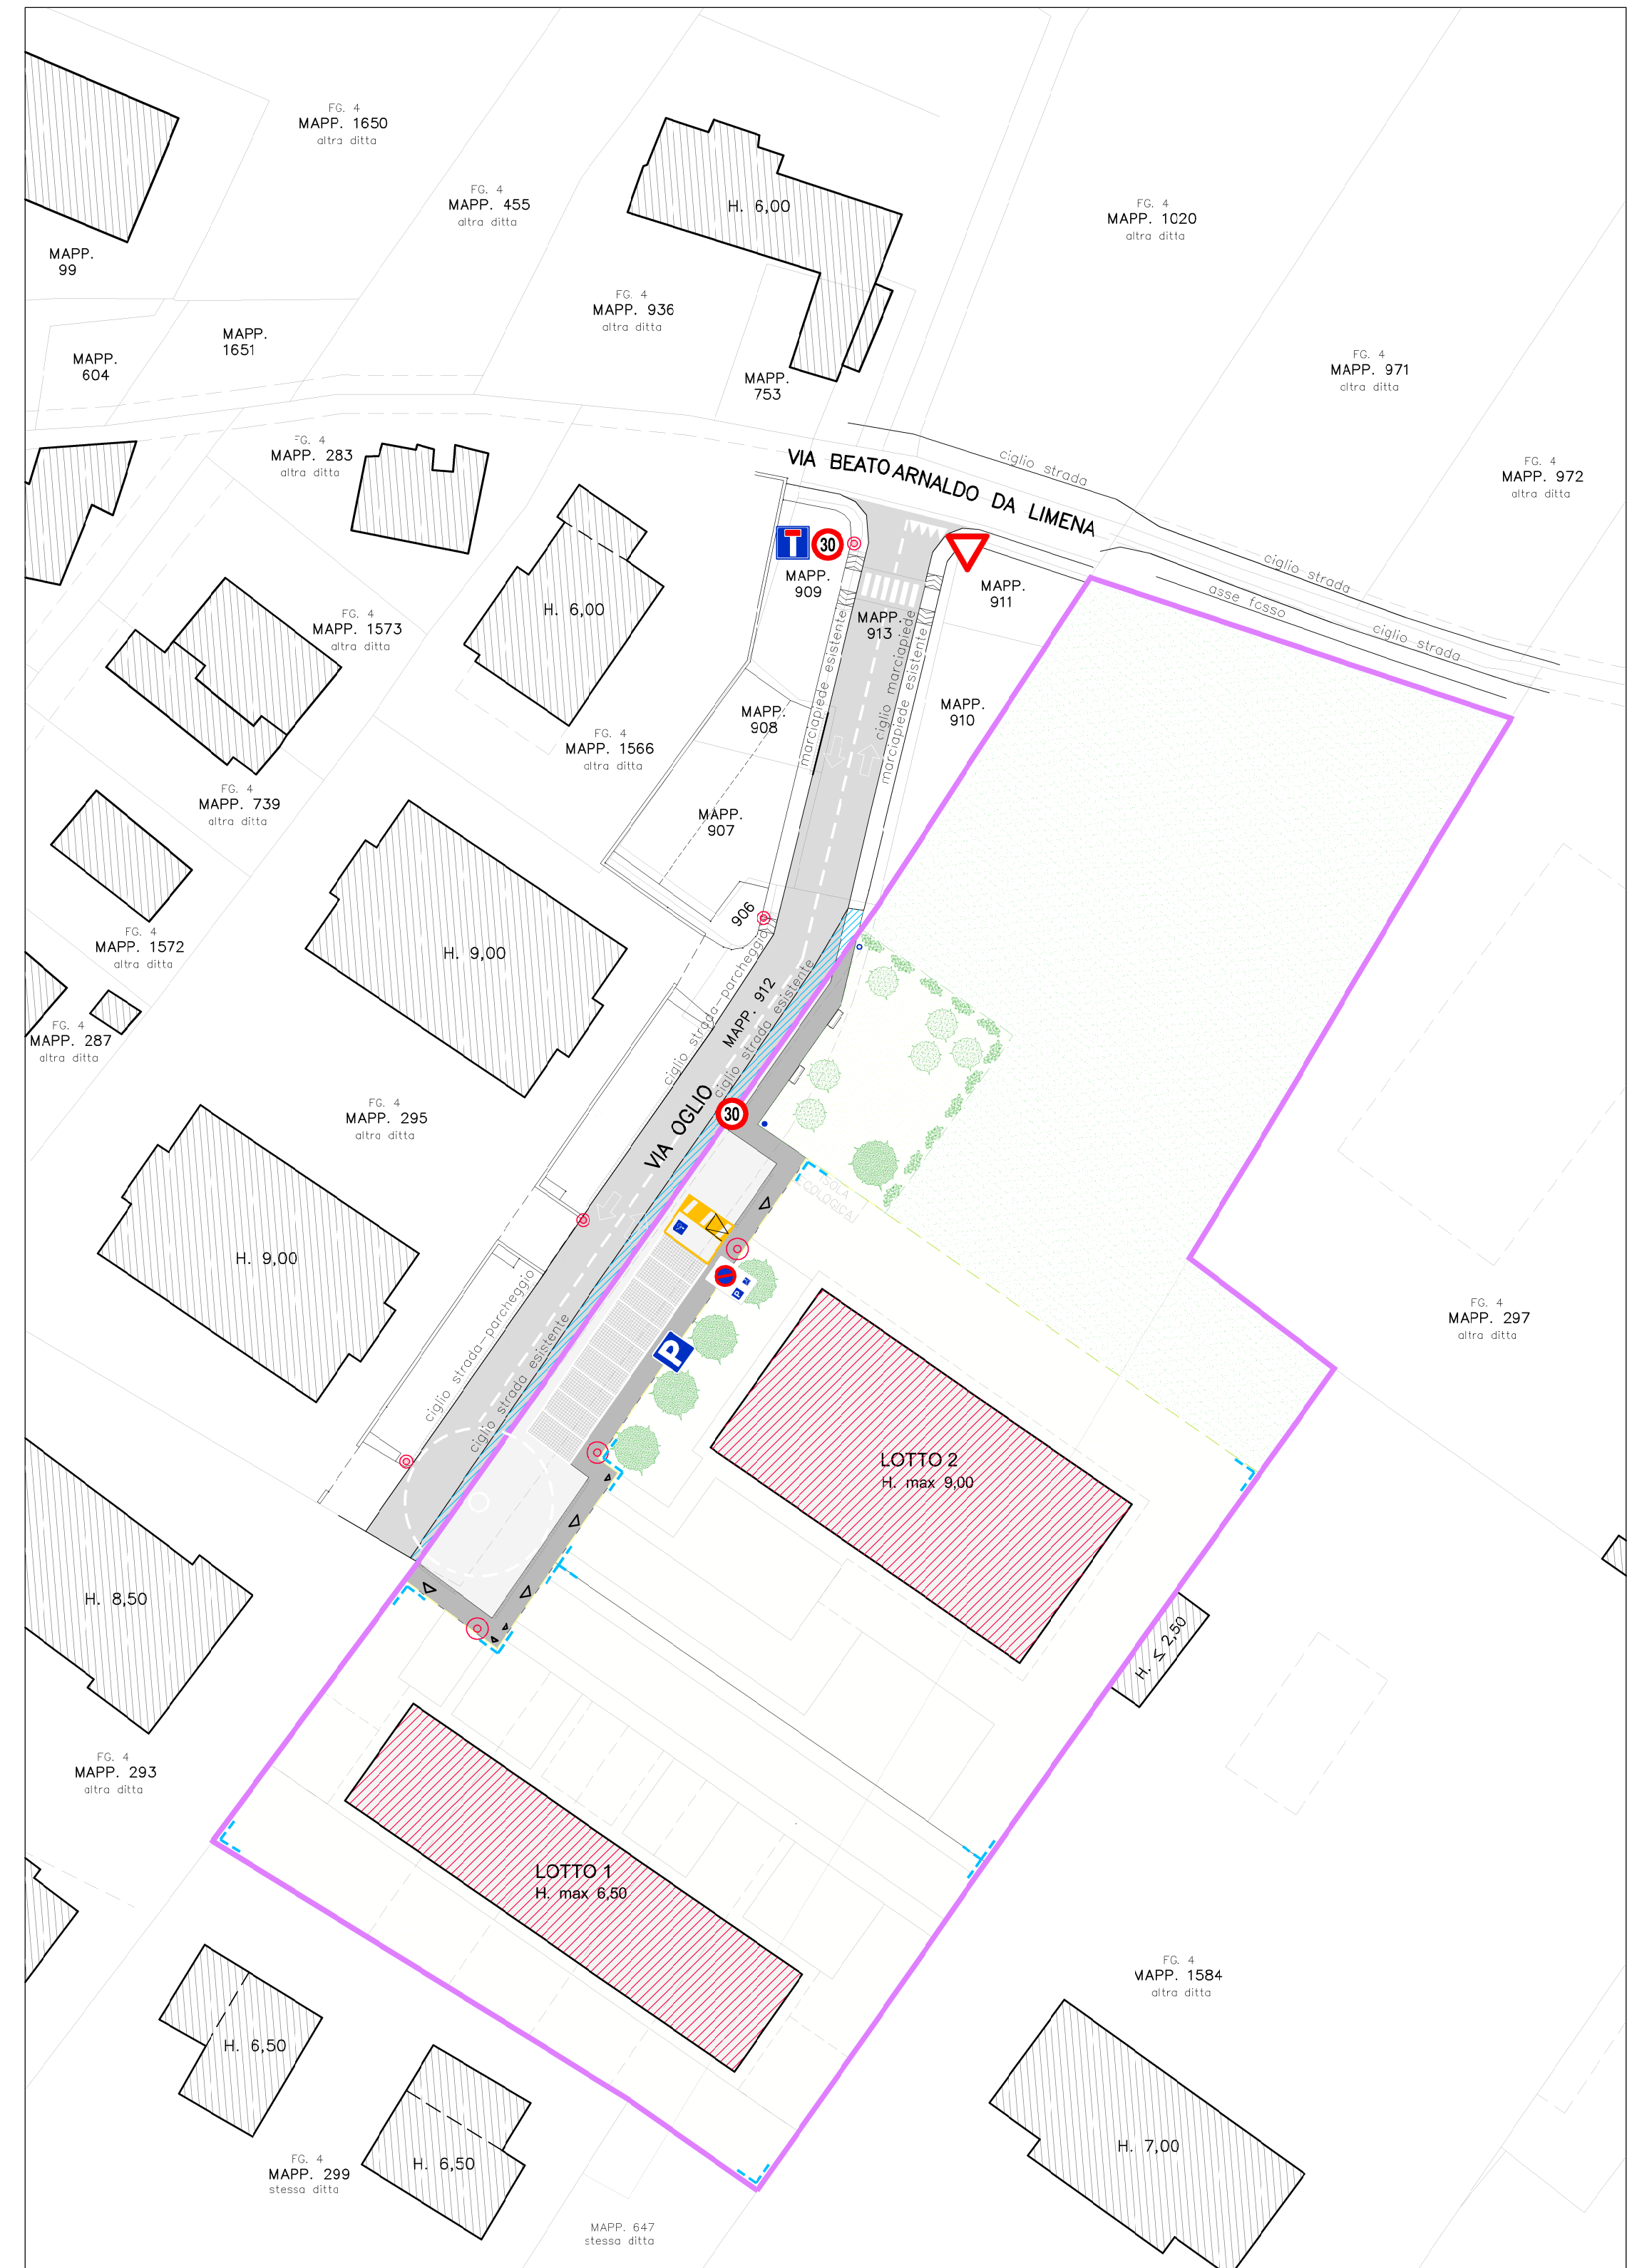 FG. 4
MAPP. 1650
altra ditta
FG. 4
MAPP. 455
altra ditta
H. 6,00
FG. 4
MAPP. 1020
altra ditta
MAPP.
99
FG. 4
MAPP. 936
altra ditta
MAPP.
1651
MAPP.
604
MAPP.
753
FG. 4
MAPP. 971
altra ditta
FG. 4
MAPP. 283
altra ditta
VIA BEATO ARNALDO DA LIMENA
ciglio strada
FG. 4
MAPP. 972
altra ditta
30
MAPP.
909
MAPP.
911
ciglio strada
asse fosso
ciglio strada
H. 6,00
FG. 4
MAPP. 1573
altra ditta
MAPP.
913
marciapiede esistente
ciglio marciapiede
marciapiede esistente
MAPP.
910
MAPP.
908
FG. 4
MAPP. 1566
altra ditta
FG. 4
MAPP. 739
altra ditta
MAPP.
907
906
FG. 4
MAPP. 1572
altra ditta
H. 9,00
ciglio strada-parcheggio
MAPP. 912
ciglio strada esistente
FG. 4
MAPP. 287
altra ditta
FG. 4
MAPP. 295
altra ditta
VIA OGLIO
30
ISOLA
ECOLOGICA
H. 9,00
P
P
ciglio strada-parcheggio
ciglio strada esistente
FG. 4
MAPP. 297
altra ditta
LOTTO 2
H. max 9,00
H. 8,50
H. ≤ 2,50
FG. 4
MAPP. 293
altra ditta
LOTTO 1
H. max 6,50
FG. 4
MAPP. 1584
altra ditta
H. 6,50
H. 6,50
H. 7,00
FG. 4
MAPP. 299
stessa ditta
MAPP. 647
stessa ditta